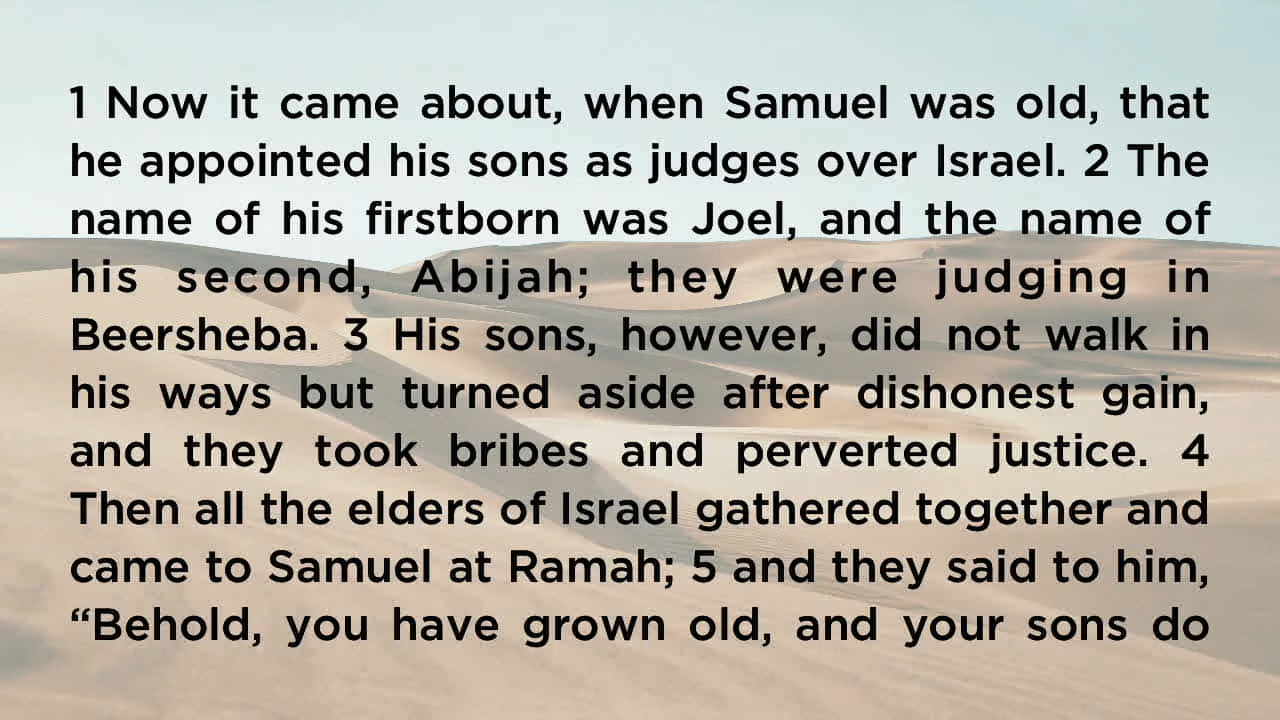 1 Now it came about, when Samuel was old, that
he appointed his sons as judges over Israel. 2 The
name of his firstborn was Joel, and the name of
his second, Abijah; they were judging in
Beersheba. 3 His sons, however, did not walk in
his ways but turned aside after dishonest gain,
and they took bribes and perverted justice. 4
Then all the elders of Israel gathered together and
came to Samuel at Ramah; 5 and they said to him,
“Behold, you have grown old, and your sons do